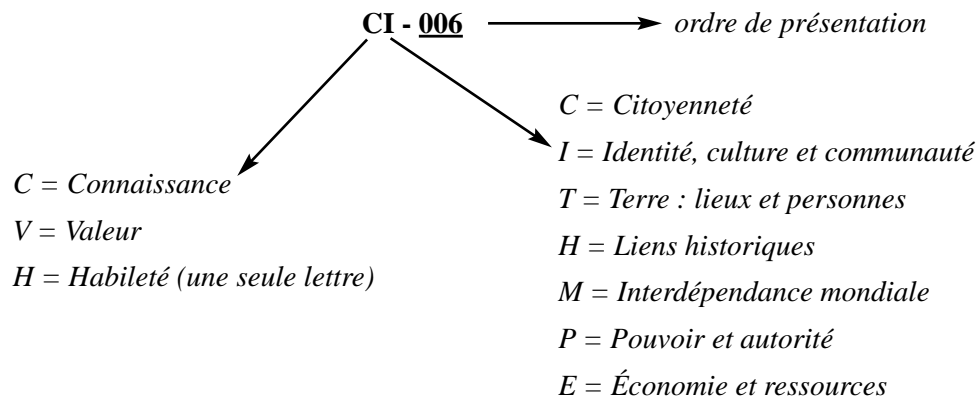 CI - 006
ordre de présentation
C = Connaissance
V = Valeur
H = Habileté (une seule lettre)
C = Citoyenneté
I = Identité, culture et communauté
T = Terre : lieux et personnes
H = Liens historiques
M = Interdépendance mondiale
P = Pouvoir et autorité
E = Économie et ressources